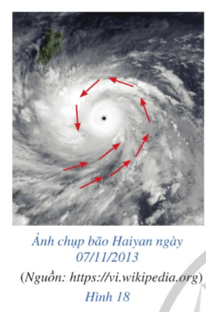 Ảnh chụp bão Haiyan ngày
07/11/2013
(Nguồn: https://vi.wikipedia.org)
Hình 18